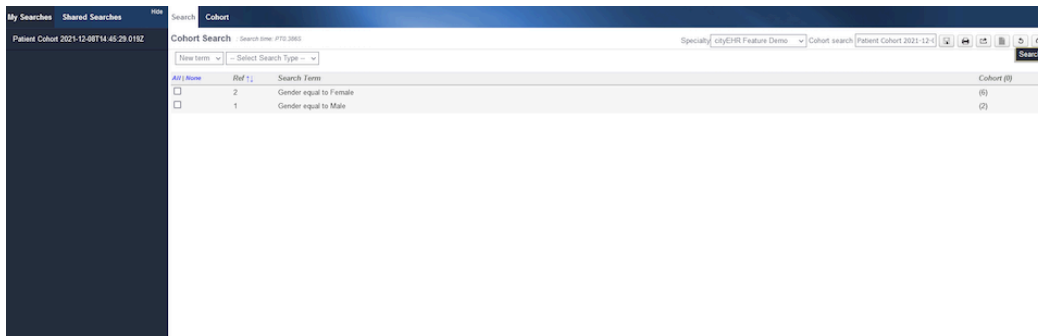 My Searches Shared Searches Hide
Search Cohort
Patient Cohort 2021-12-08T14:45:29.019Z
Cohort Search : Search time: PT0.386S
Specialty cityEHR Feature Demo Cohort search Patient Cohort 2021-12-0
Search
New term -- Select Search Type --
All | None Ref ↑↓ Search Term Cohort (0)
2 Gender equal to Female (6)
1 Gender equal to Male (2)